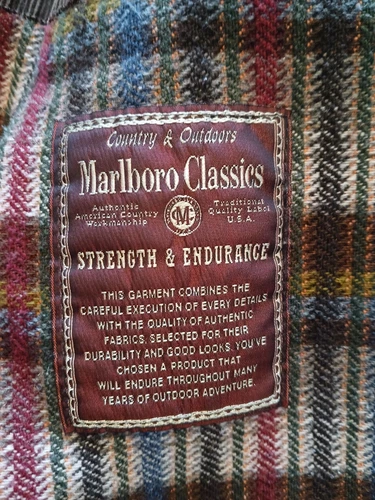 Country & Outdoors
Marlboro Classics
Authentic
American Country
Workmanship
M
Traditional
Quality Label
U.S.A.
STRENGTH & ENDURANCE
THIS GARMENT COMBINES THE
CAREFUL EXECUTION OF EVERY DETAILS
WITH THE QUALITY OF AUTHENTIC
FABRICS, SELECTED FOR THEIR
DURABILITY AND GOOD LOOKS. YOU'VE
CHOSEN A PRODUCT THAT
WILL ENDURE THROUGHOUT MANY
YEARS OF OUTDOOR ADVENTURE.